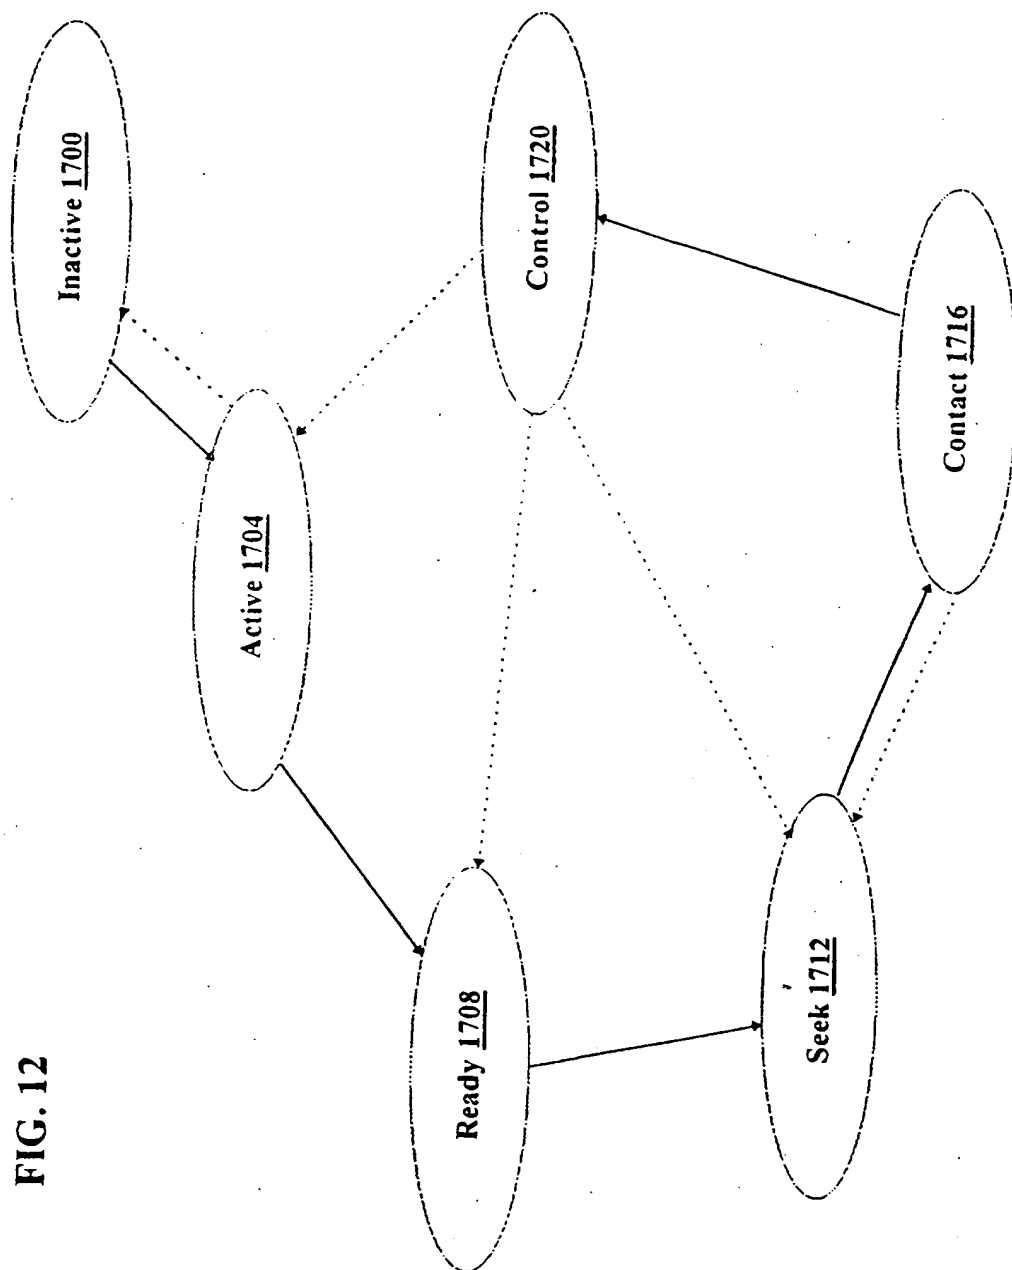 FIG. 12
Inactive 1700
Active 1704
Control 1720
Ready 1708
Seek 1712
Contact 1716